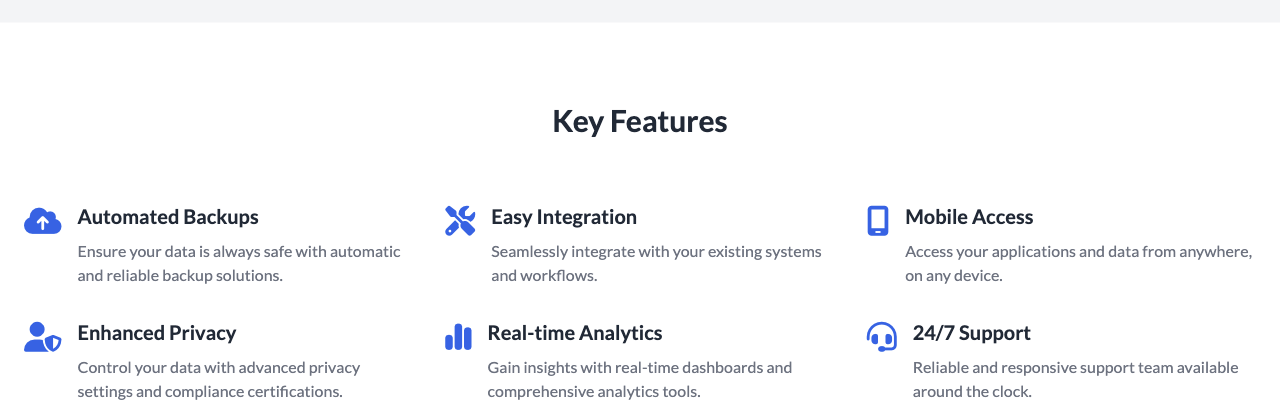 Key Features
Automated Backups
Ensure your data is always safe with automatic
and reliable backup solutions.
Easy Integration
Seamlessly integrate with your existing systems
and workflows.
Mobile Access
Access your applications and data from anywhere,
on any device.
Enhanced Privacy
Control your data with advanced privacy
settings and compliance certifications.
Real-time Analytics
Gain insights with real-time dashboards and
comprehensive analytics tools.
24/7 Support
Reliable and responsive support team available
around the clock.